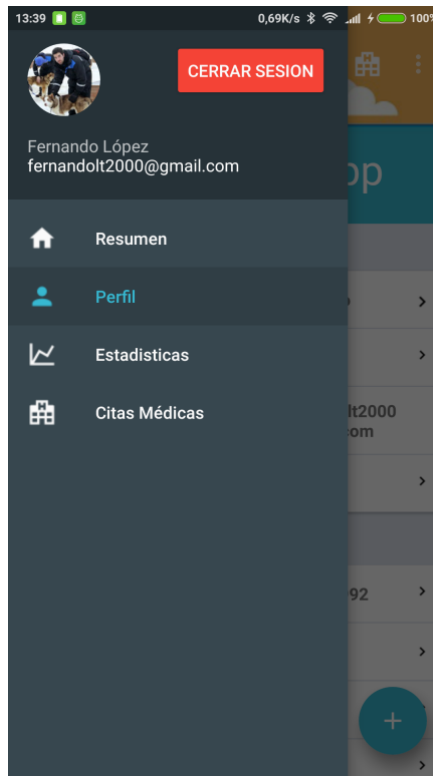 13:39
0,69K/s
100%
CERRAR SESION
Fernando López
fernandolt2000@gmail.com
Resumen
Perfil
Estadisticas
Citas Médicas
pp
lt2000
om
92
+